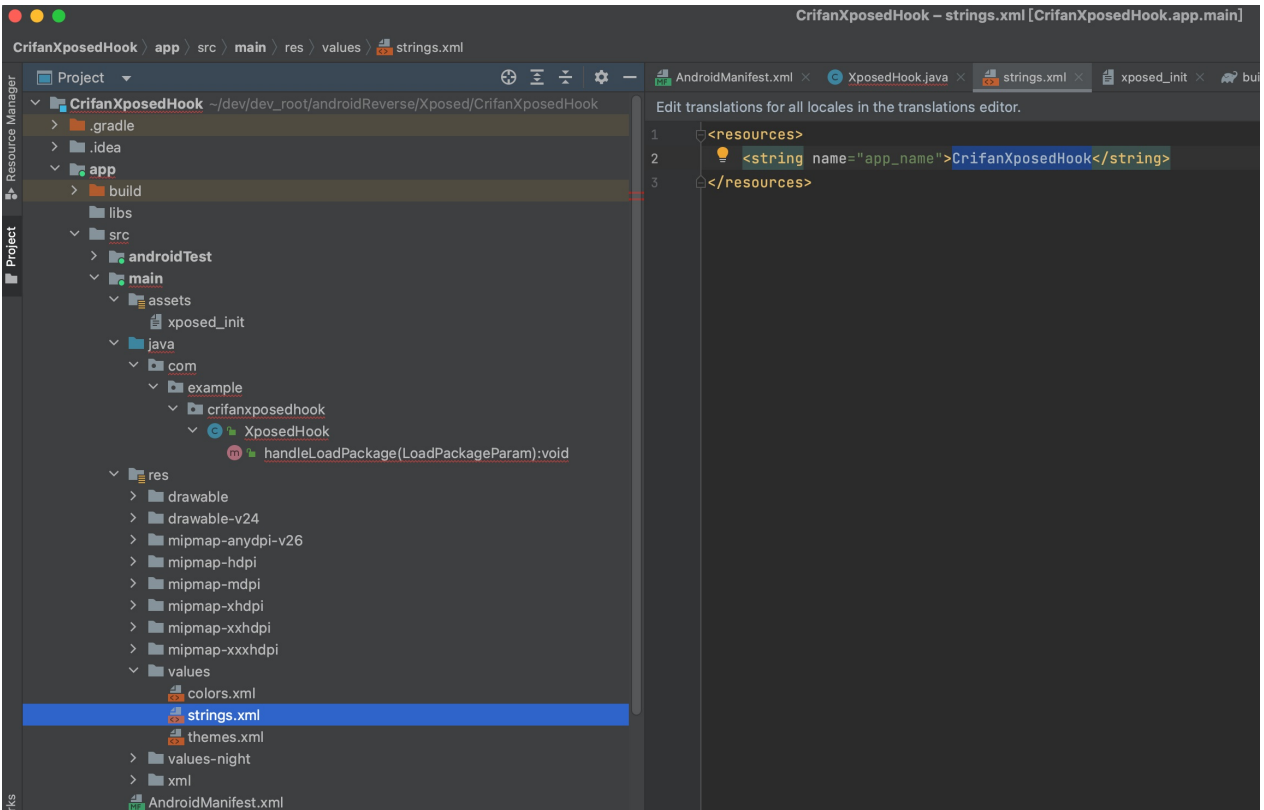 CrifanXposedHook – strings.xml [CrifanXposedHook.app.main]
CrifanXposedHook 〉 app 〉 src 〉 main 〉 res 〉 values 〉 strings.xml
Resource Manager
Project
Project
CrifanXposedHook ~/dev/dev_root/androidReverse/Xposed/CrifanXposedHook
.gradle
.idea
app
build
libs
src
androidTest
main
assets
xposed_init
java
com
example
crifanxposedhook
XposedHook
handleLoadPackage(LoadPackageParam):void
res
drawable
drawable-v24
mipmap-anydpi-v26
mipmap-hdpi
mipmap-mdpi
mipmap-xhdpi
mipmap-xxhdpi
mipmap-xxxhdpi
values
colors.xml
strings.xml
themes.xml
values-night
xml
AndroidManifest.xml
AndroidManifest.xml × XposedHook.java × strings.xml × xposed_init × bui
Edit translations for all locales in the translations editor.
1 <resources>
2 <string name="app_name">CrifanXposedHook</string>
3 </resources>